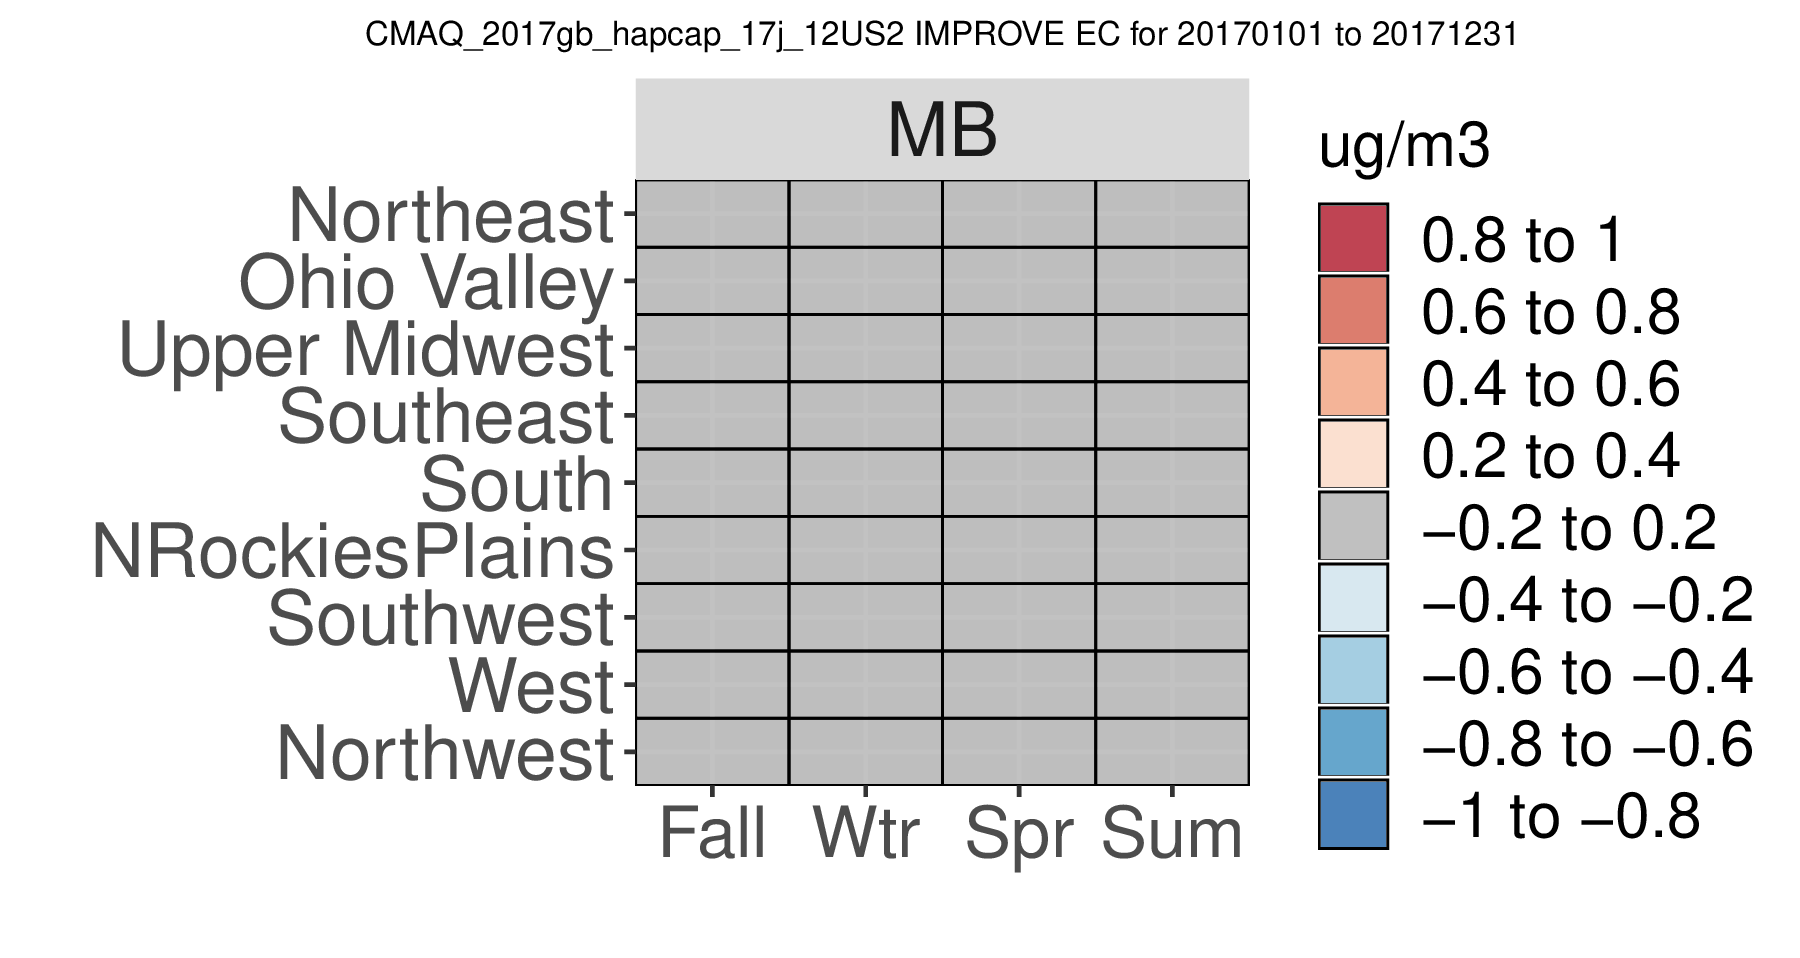 CMAQ_2017gb_hapcap_17j_12US2 IMPROVE EC for 20170101 to 20171231
MB
Northeast
Ohio Valley
Upper Midwest
Southeast
South
NRockiesPlains
Southwest
West
Northwest
Fall Wtr Spr Sum
ug/m3
0.8 to 1
0.6 to 0.8
0.4 to 0.6
0.2 to 0.4
−0.2 to 0.2
−0.4 to −0.2
−0.6 to −0.4
−0.8 to −0.6
−1 to −0.8